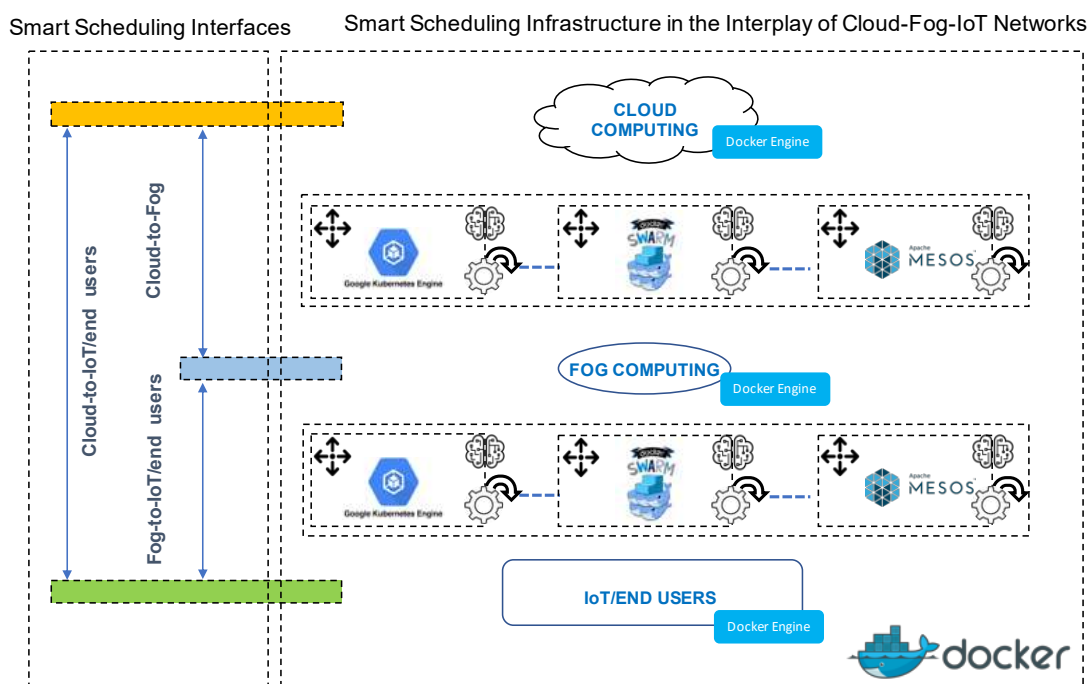 Smart Scheduling Interfaces
Smart Scheduling Infrastructure in the Interplay of Cloud-Fog-IoT Networks
CLOUD
COMPUTING
Docker Engine
Cloud-to-IoT/end users
Cloud-to-Fog
Fog-to-IoT/end users
Google Kubernetes Engine
docker
SWARM
Apache
MESOS
FOG COMPUTING
Docker Engine
Google Kubernetes Engine
docker
SWARM
Apache
MESOS
IoT/END USERS
Docker Engine
docker